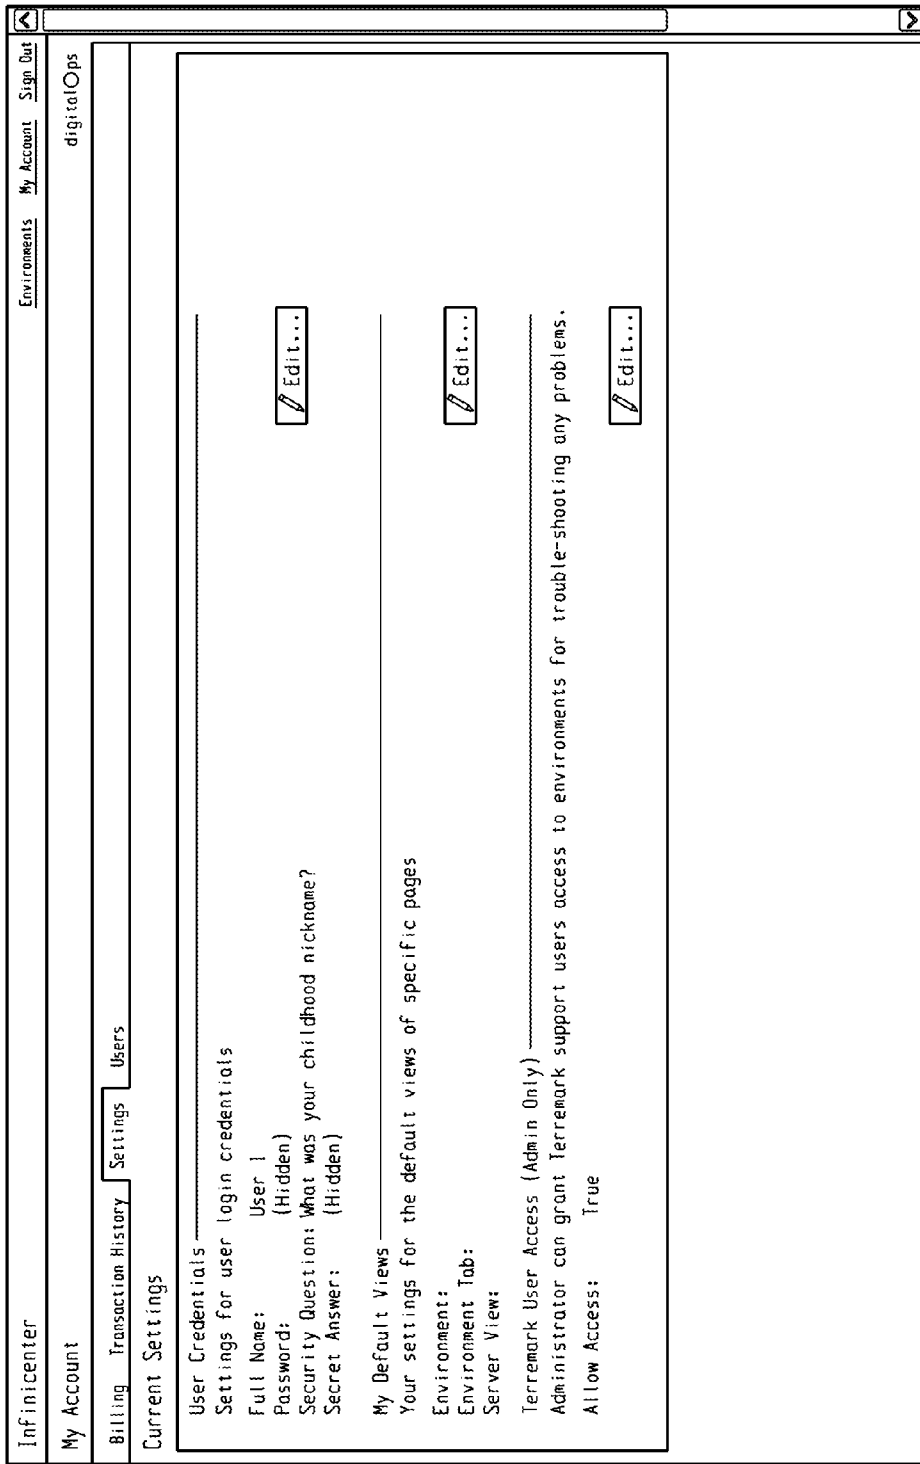 Infinicenter
Environments My Account Sign Out
My Account
digitalOps
Billing Transaction History Settings Users
Current Settings
User Credentials
Settings for user login credentials
Full Name: User 1
Password: (Hidden)
Security Question: What was your childhood nickname?
Secret Answer: (Hidden)
Edit...
My Default Views
Your settings for the default views of specific pages
Environment:
Environment Tab:
Server View:
Edit...
Terremark User Access (Admin Only)
Administrator can grant Terremark support users access to environments for trouble-shooting any problems.
Allow Access: True
Edit...